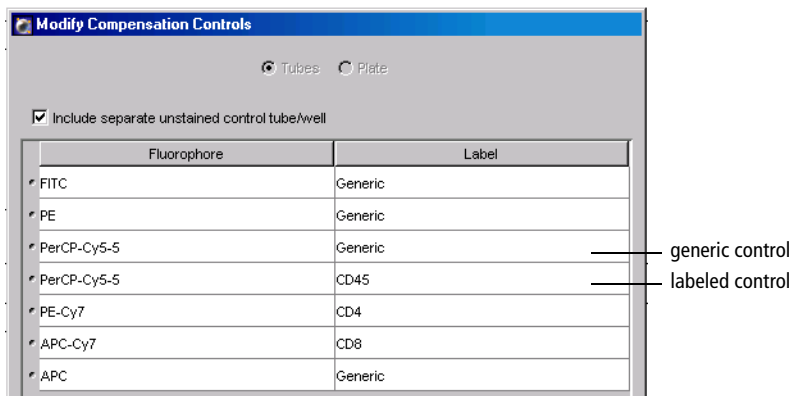 Modify Compensation Controls
Tubes Plate
Include separate unstained control tube/well
Fluorophore Label
FITC Generic
PE Generic
PerCP-Cy5-5 Generic generic control
PerCP-Cy5-5 CD45 labeled control
PE-Cy7 CD4
APC-Cy7 CD8
APC Generic